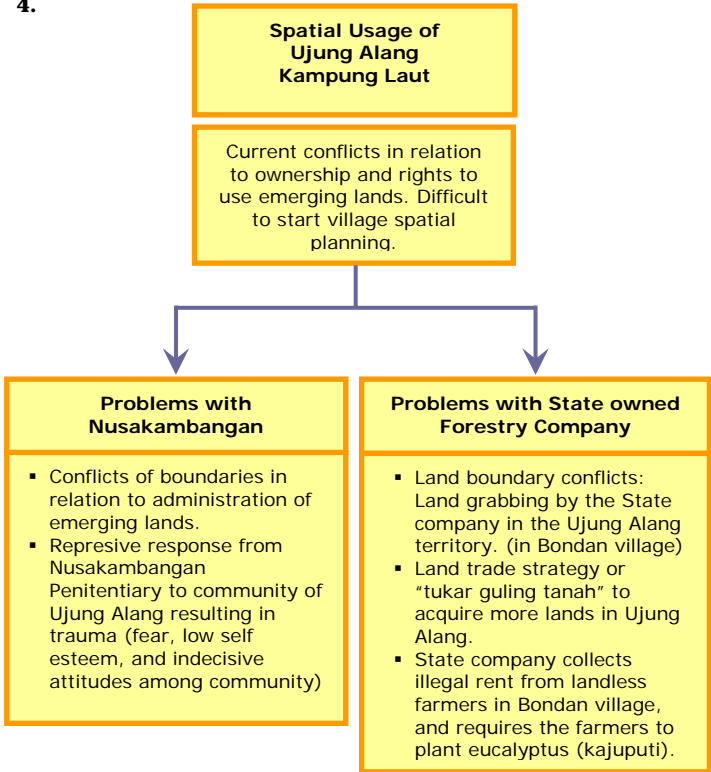 4.
Spatial Usage of
Ujung Alang
Kampung Laut
Current conflicts in relation
to ownership and rights to
use emerging lands. Difficult
to start village spatial
planning.
Problems with
Nusakambangan
▪ Conflicts of boundaries in
relation to administration of
emerging lands.
▪ Represive response from
Nusakambangan
Penitentiary to community of
Ujung Alang resulting in
trauma (fear, low self
esteem, and indecisive
attitudes among community)
Problems with State owned
Forestry Company
▪ Land boundary conflicts:
Land grabbing by the State
company in the Ujung Alang
territory. (in Bondan village)
▪ Land trade strategy or
“tukar guling tanah” to
acquire more lands in Ujung
Alang.
▪ State company collects
illegal rent from landless
farmers in Bondan village,
and requires the farmers to
plant eucalyptus (kajuputi).